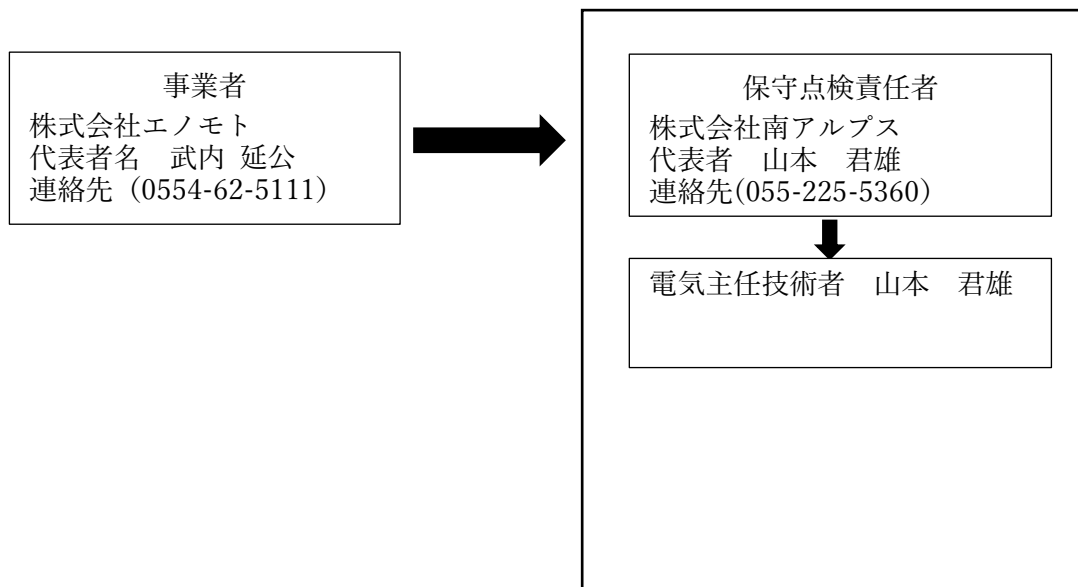 事業者
株式会社エノモト
代表者名　武内 延公
連絡先（0554-62-5111）
保守点検責任者
株式会社南アルプス
代表者　山本　君雄
連絡先(055-225-5360)
電気主任技術者　山本　君雄